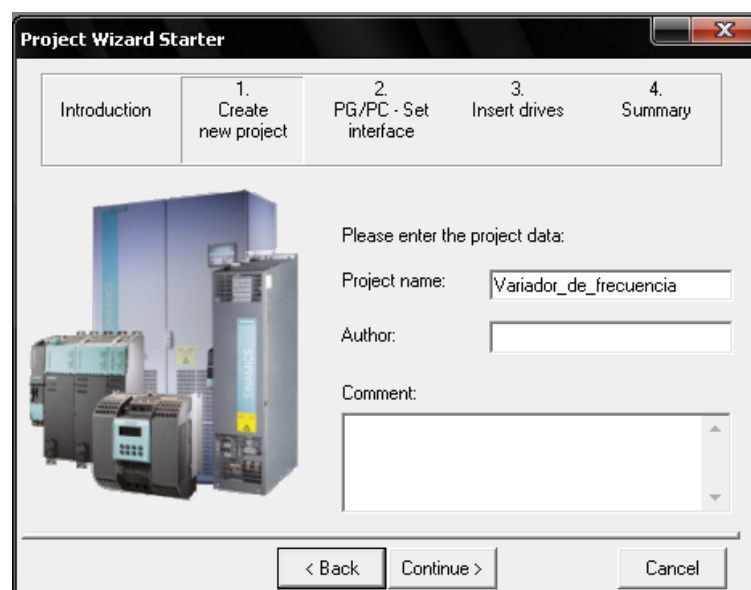 Project Wizard Starter
Introduction
1.
Create
new project
2.
PG/PC - Set
interface
3.
Insert drives
4.
Summary
SINAMICS
Please enter the project data:
Project name:
Variador_de_frecuencia
Author:
Comment:
< Back
Continue >
Cancel